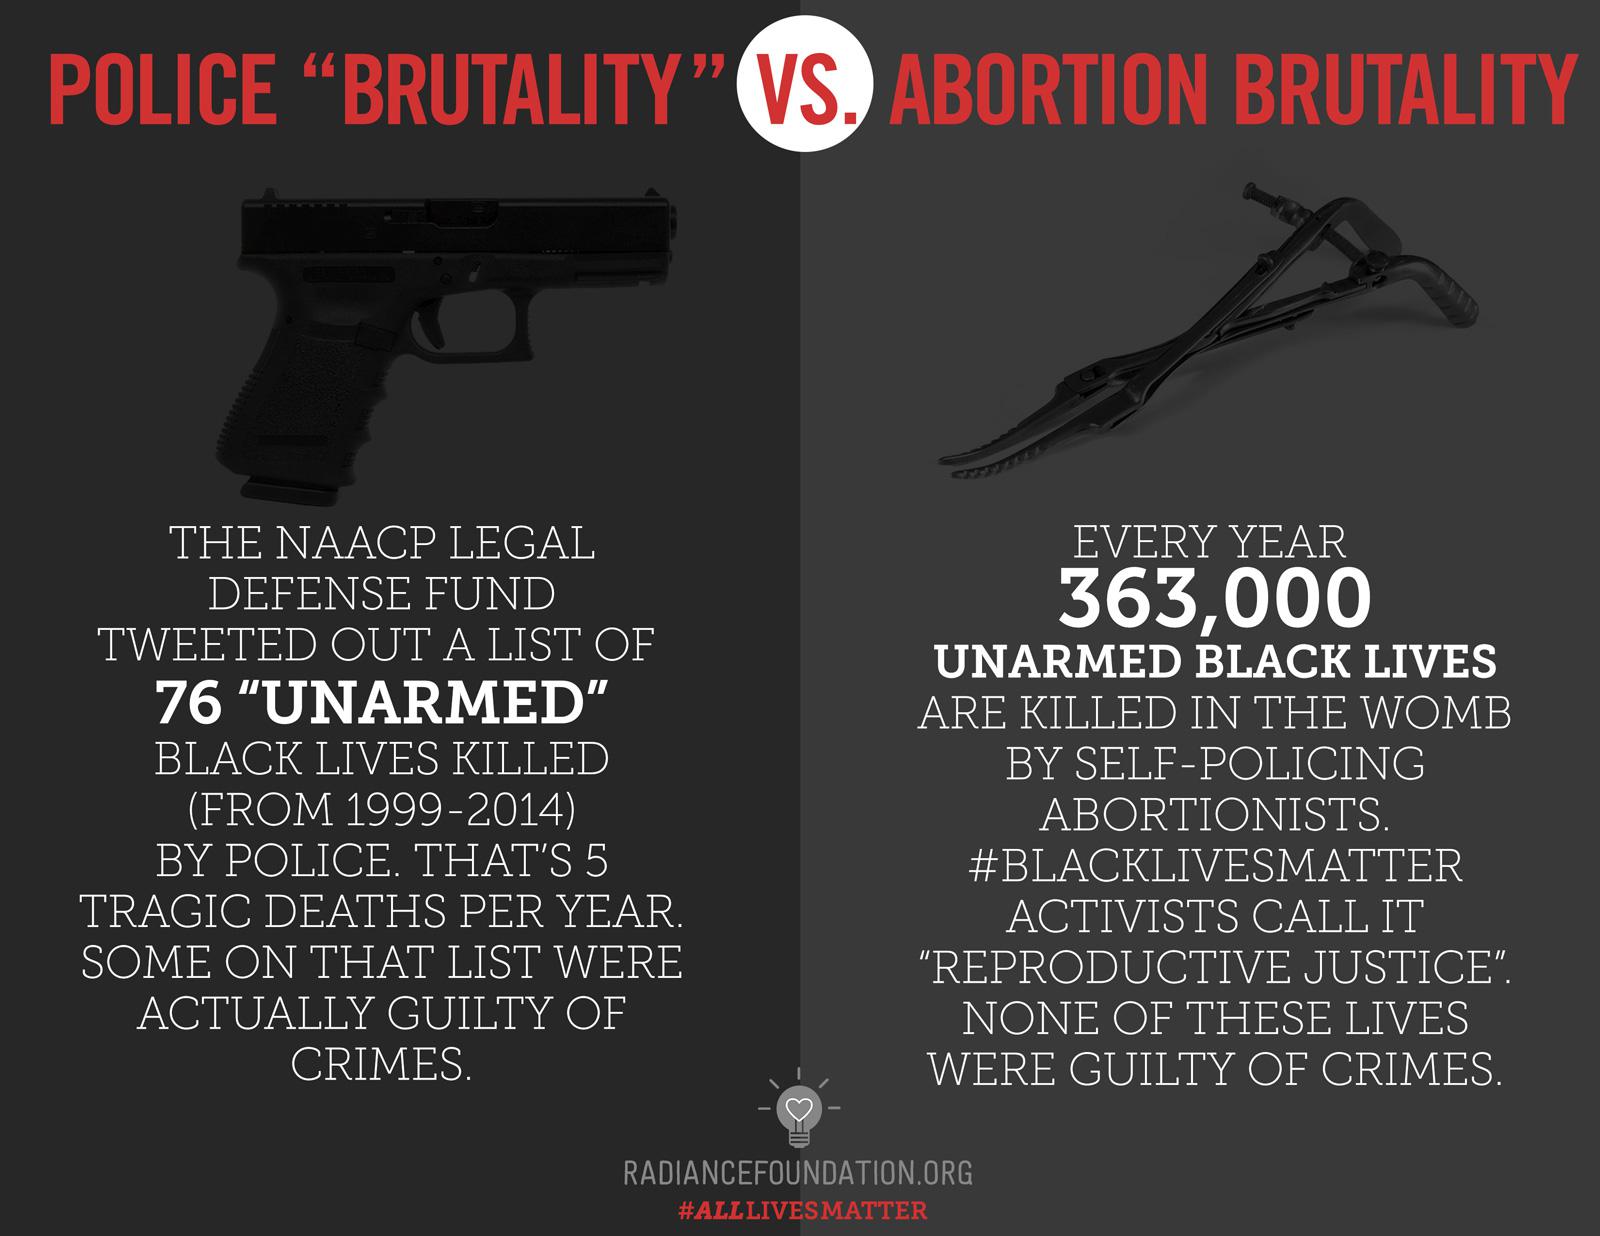 POLICE “BRUTALITY” VS. ABORTION BRUTALITY
THE NAACP LEGAL
DEFENSE FUND
TWEETED OUT A LIST OF
76 “UNARMED”
BLACK LIVES KILLED
(FROM 1999-2014)
BY POLICE. THAT’S 5
TRAGIC DEATHS PER YEAR.
SOME ON THAT LIST WERE
ACTUALLY GUILTY OF
CRIMES.
EVERY YEAR
363,000
UNARMED BLACK LIVES
ARE KILLED IN THE WOMB
BY SELF-POLICING
ABORTIONISTS.
#BLACKLIVESMATTER
ACTIVISTS CALL IT
“REPRODUCTIVE JUSTICE”.
NONE OF THESE LIVES
WERE GUILTY OF CRIMES.
RADIANCEFOUNDATION.ORG
#ALLLIVESMATTER